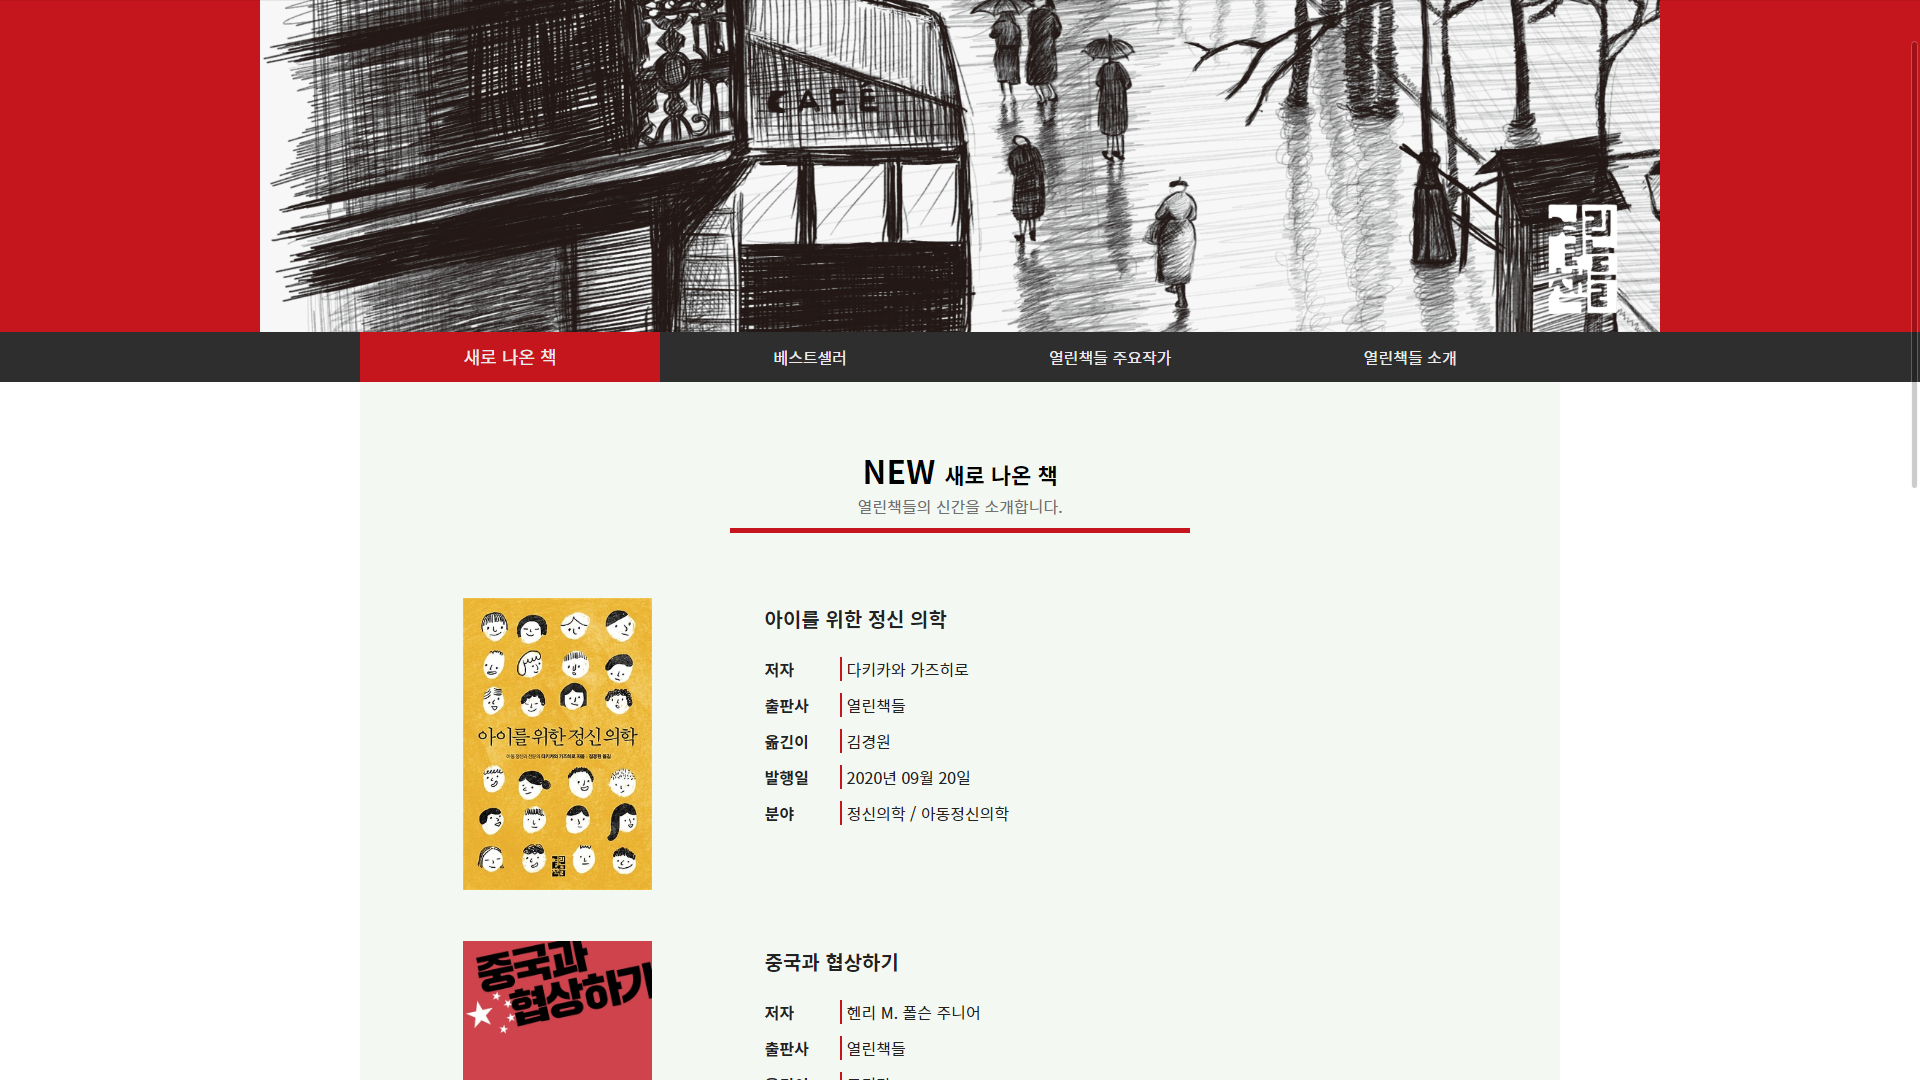 CAFE
열린책들
새로 나온 책
베스트셀러
열린책들 주요작가
열린책들 소개
NEW 새로 나온 책
열린책들의 신간을 소개합니다.
아이를 위한 정신 의학
아이를 위한 정신 의학
저자 다키카와 가즈히로
출판사 열린책들
옮긴이 김경원
발행일 2020년 09월 20일
분야 정신의학 / 아동정신의학
중국과
협상하기
중국과 협상하기
저자 헨리 M. 폴슨 주니어
출판사 열린책들